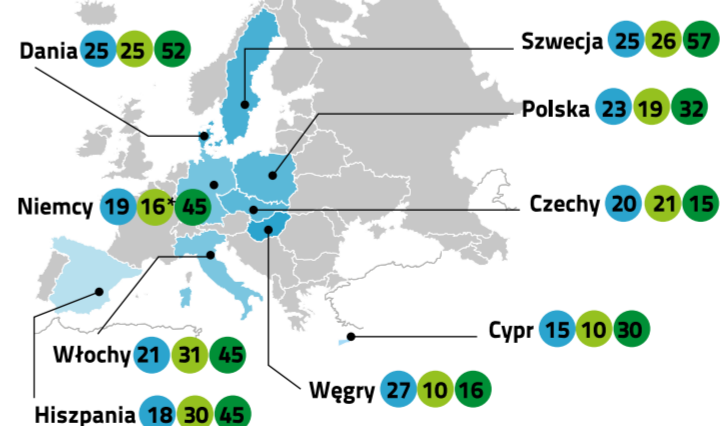 Dania 25 25 52
Szwecja 25 26 57
Polska 23 19 32
Niemcy 19 16* 45
Czechy 20 21 15
Cypr 15 10 30
Włochy 21 31 45
Węgry 27 10 16
Hiszpania 18 30 45